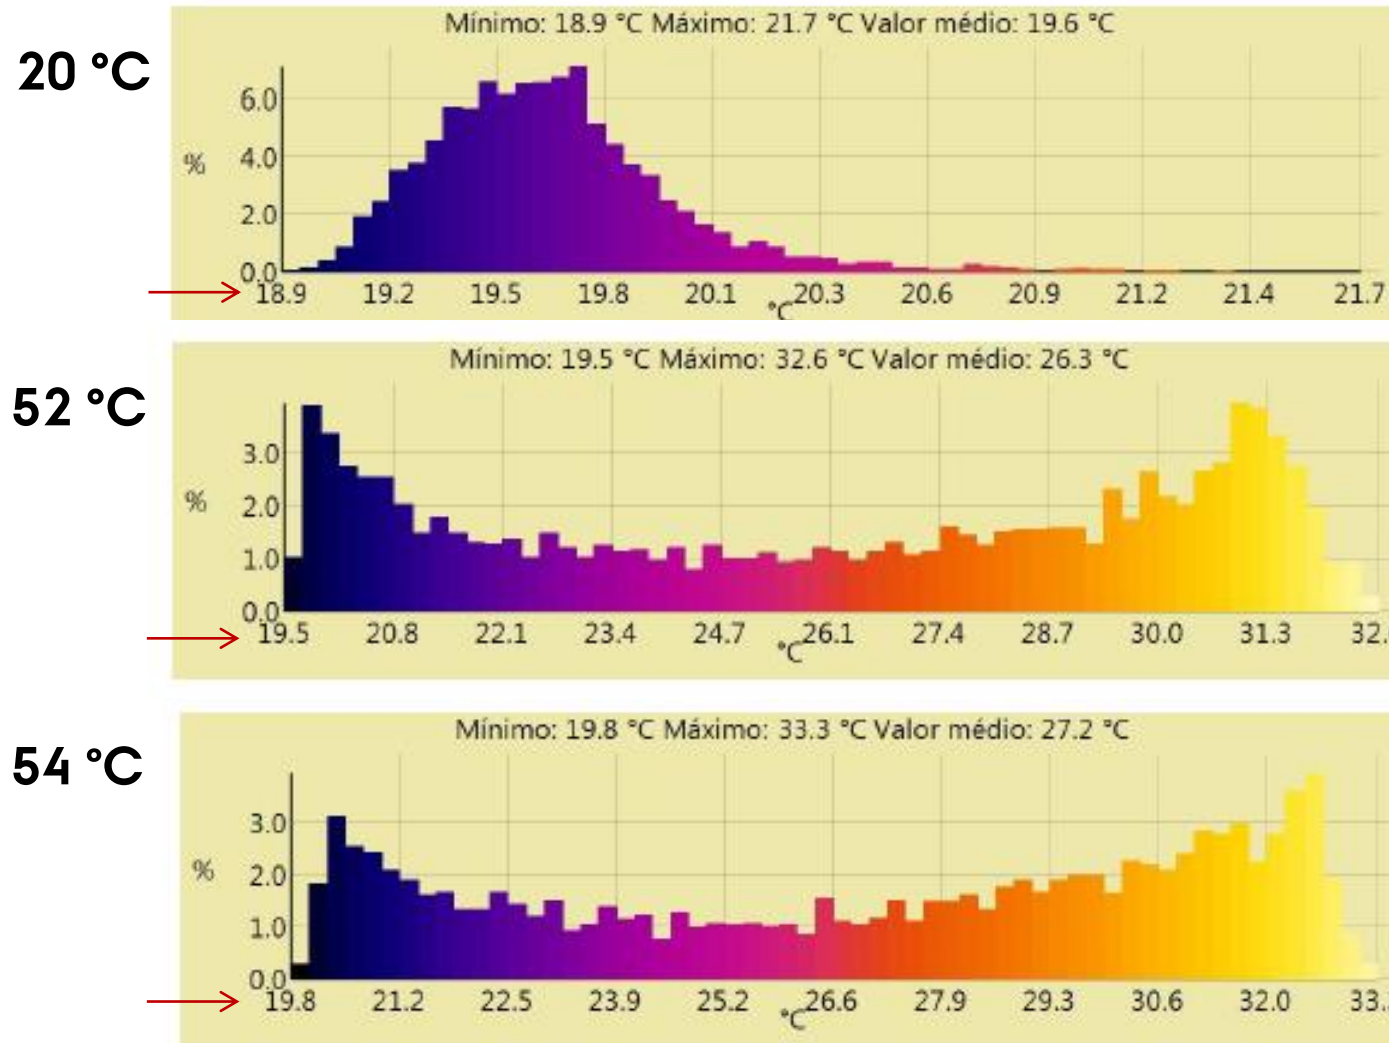 20 °C
Mínimo: 18.9 °C Máximo: 21.7 °C Valor médio: 19.6 °C
6.0
%
4.0
2.0
0.0
18.9 19.2 19.5 19.8 20.1 20.3 20.6 20.9 21.2 21.4 21.7
°C
52 °C
Mínimo: 19.5 °C Máximo: 32.6 °C Valor médio: 26.3 °C
3.0
%
2.0
1.0
0.0
19.5 20.8 22.1 23.4 24.7 26.1 27.4 28.7 30.0 31.3 32.
°C
54 °C
Mínimo: 19.8 °C Máximo: 33.3 °C Valor médio: 27.2 °C
3.0
%
2.0
1.0
0.0
19.8 21.2 22.5 23.9 25.2 26.6 27.9 29.3 30.6 32.0 33.
°C